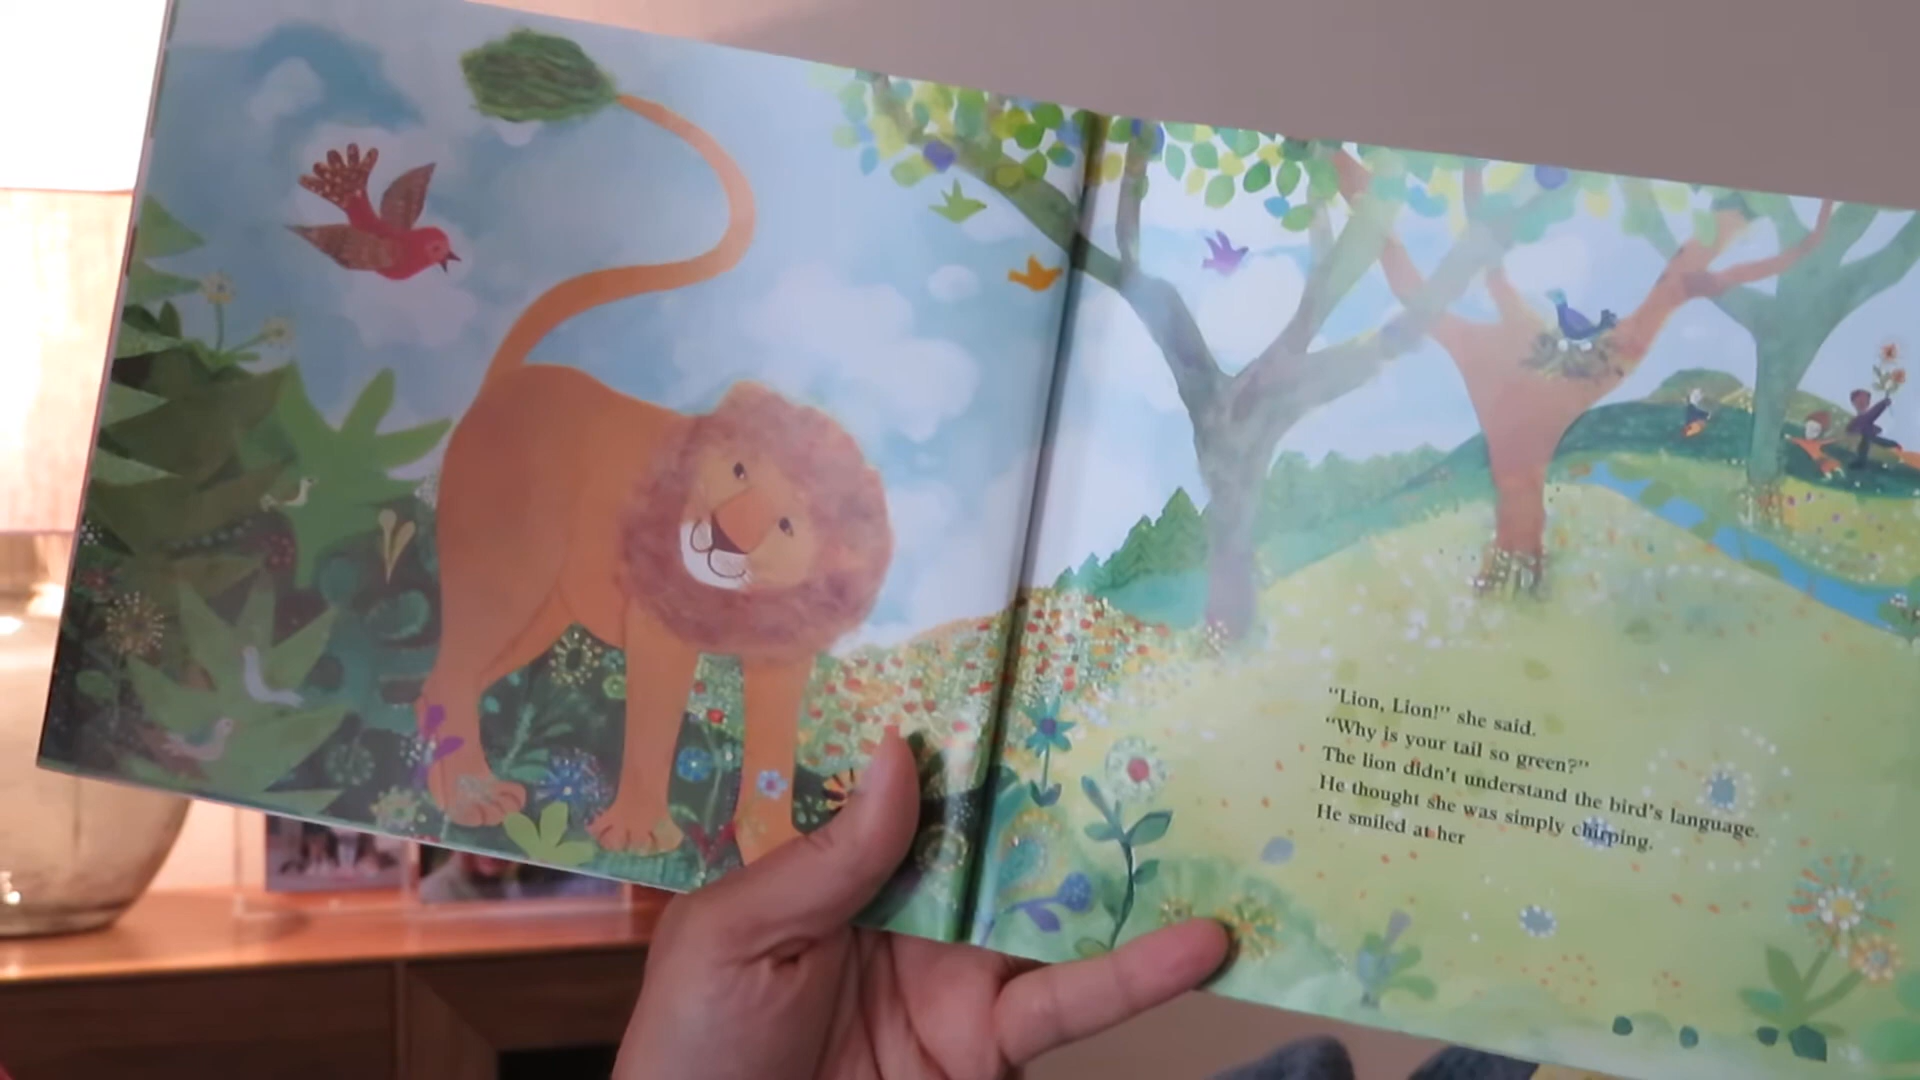 “Lion, Lion!” she said.
“Why is your tail so green?”
The lion didn’t understand the bird’s language.
He thought she was simply chirping.
He smiled at her